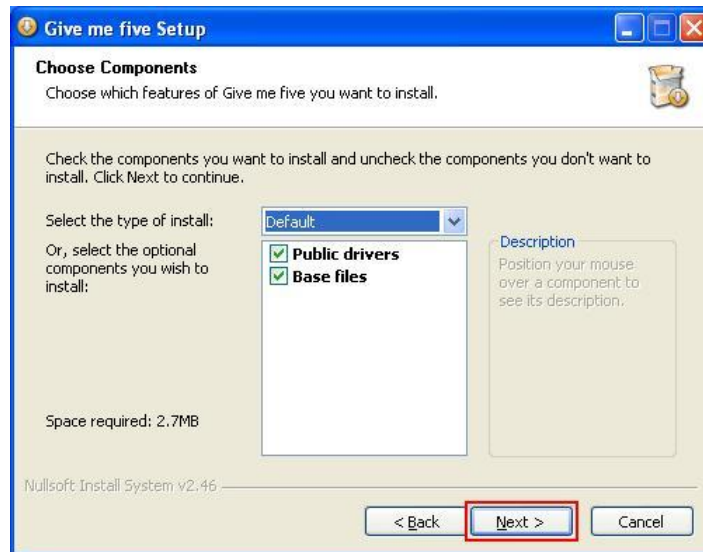 Give me five Setup
Choose Components
Choose which features of Give me five you want to install.
Check the components you want to install and uncheck the components you don't want to
install. Click Next to continue.
Select the type of install:
Default
Or, select the optional
components you wish to
install:
Public drivers
Base files
Description
Position your mouse
over a component to
see its description.
Space required: 2.7MB
Nullsoft Install System v2.46
< Back
Next >
Cancel